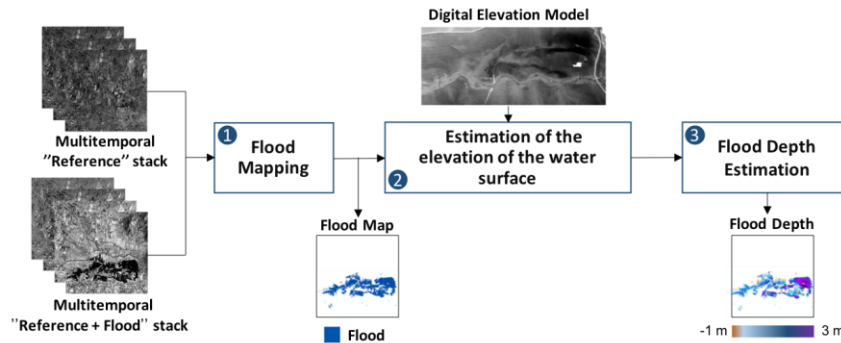 Digital Elevation Model
Multitemporal
"Reference" stack
1
Flood
Mapping
2
Estimation of the
elevation of the water
surface
3
Flood Depth
Estimation
Flood Map
Flood
Flood Depth
-1 m
3 m
Multitemporal
"Reference + Flood" stack